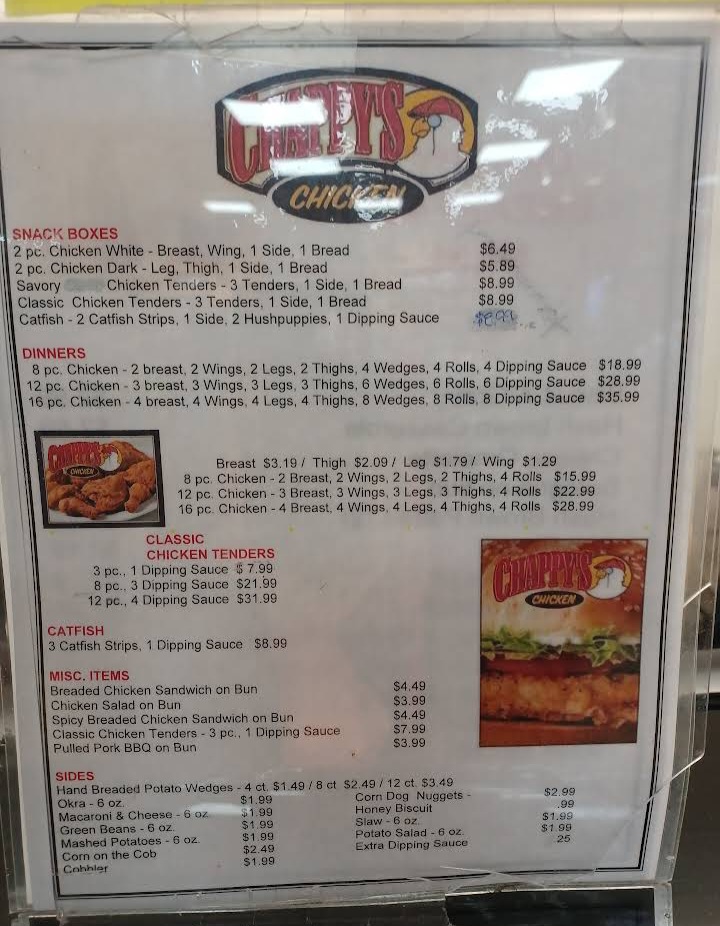 CHAPPY'S
CHICKEN
SNACK BOXES
2 pc. Chicken White - Breast, Wing, 1 Side, 1 Bread $6.49
2 pc. Chicken Dark - Leg, Thigh, 1 Side, 1 Bread $5.89
Savory Chicken Tenders - 3 Tenders, 1 Side, 1 Bread $8.99
Classic Chicken Tenders - 3 Tenders, 1 Side, 1 Bread $8.99
Catfish - 2 Catfish Strips, 1 Side, 2 Hushpuppies, 1 Dipping Sauce
DINNERS
8 pc. Chicken - 2 breast, 2 Wings, 2 Legs, 2 Thighs, 4 Wedges, 4 Rolls, 4 Dipping Sauce $18.99
12 pc. Chicken - 3 breast, 3 Wings, 3 Legs, 3 Thighs, 6 Wedges, 6 Rolls, 6 Dipping Sauce $28.99
16 pc. Chicken - 4 breast, 4 Wings, 4 Legs, 4 Thighs, 8 Wedges, 8 Rolls, 8 Dipping Sauce $35.99
CHAPPY'S
CHICKEN
Breast $3.19 / Thigh $2.09 / Leg $1.79 / Wing $1.29
8 pc. Chicken - 2 Breast, 2 Wings, 2 Legs, 2 Thighs, 4 Rolls $15.99
12 pc. Chicken - 3 Breast, 3 Wings, 3 Legs, 3 Thighs, 4 Rolls $22.99
16 pc. Chicken - 4 Breast, 4 Wings, 4 Legs, 4 Thighs, 4 Rolls $28.99
CLASSIC
CHICKEN TENDERS
3 pc., 1 Dipping Sauce $ 7.99
8 pc., 3 Dipping Sauce $21.99
12 pc., 4 Dipping Sauce $31.99
CHAPPY'S
CHICKEN
CATFISH
3 Catfish Strips, 1 Dipping Sauce $8.99
MISC. ITEMS
Breaded Chicken Sandwich on Bun $4.49
Chicken Salad on Bun $3.99
Spicy Breaded Chicken Sandwich on Bun $4.49
Classic Chicken Tenders - 3 pc., 1 Dipping Sauce $7.99
Pulled Pork BBQ on Bun $3.99
SIDES
Hand Breaded Potato Wedges - 4 ct. $1.49 / 8 ct $2.49 / 12 ct. $3.49
Okra - 6 oz. $1.99 Corn Dog Nuggets - $2.99
Macaroni & Cheese - 6 oz $1.99 Honey Biscuit .99
Green Beans - 6 oz. $1.99 Slaw - 6 oz. $1.99
Mashed Potatoes - 6 oz. $1.99 Potato Salad - 6 oz. $1.99
Corn on the Cob $2.49 Extra Dipping Sauce .25
Cobbler $1.99